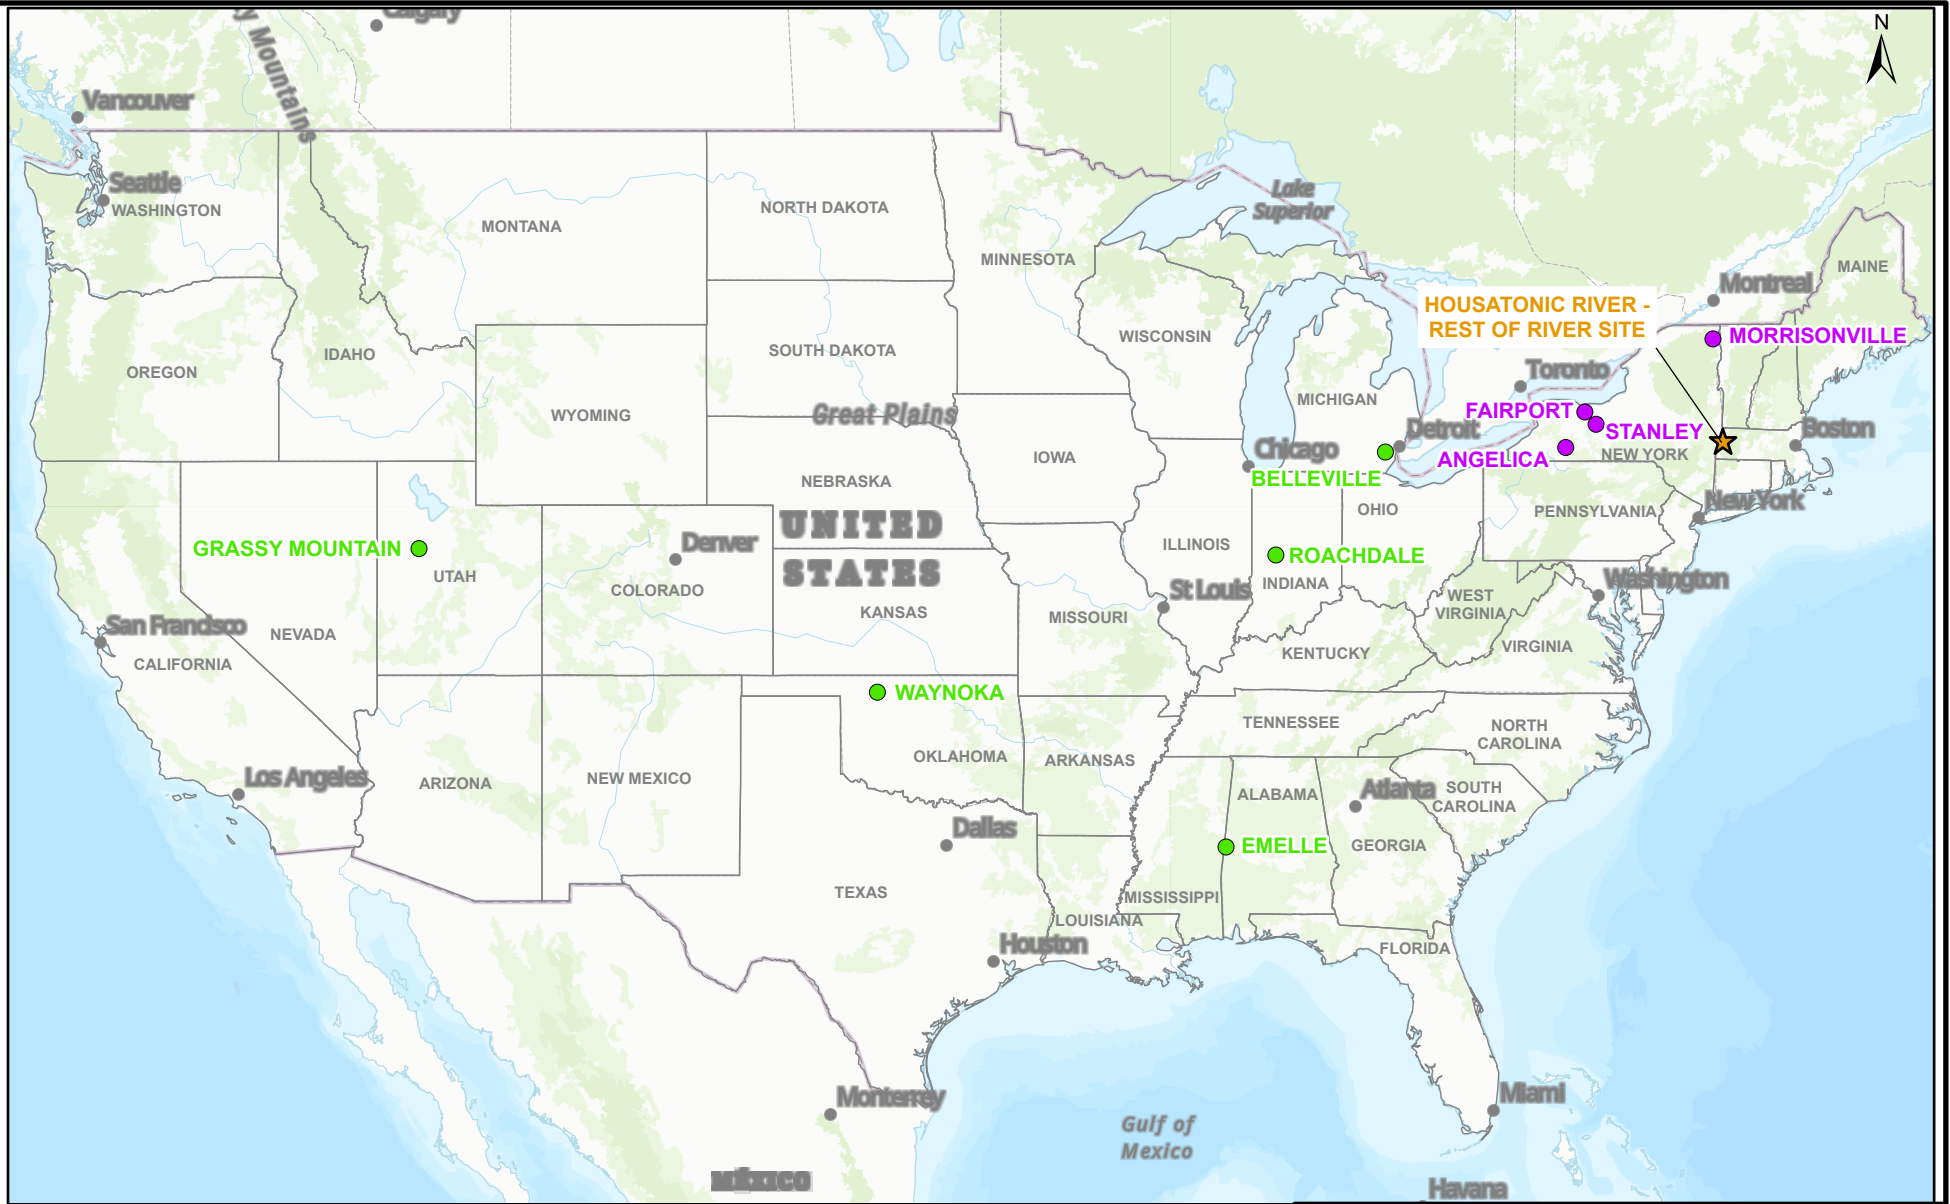 Calgary
N
y Mountains
Vancouver
Seattle
WASHINGTON
MONTANA
NORTH DAKOTA
MINNESOTA
Lake
Superior
MAINE
Montreal
HOUSATONIC RIVER -
REST OF RIVER SITE
MORRISONVILLE
OREGON
IDAHO
WYOMING
SOUTH DAKOTA
WISCONSIN
MICHIGAN
Toronto
Great Plains
FAIRPORT
STANLEY
Detroit
Boston
Chicago
ANGELICA
NEW YORK
IOWA
NEBRASKA
BELLEVILLE
OHIO
PENNSYLVANIA
New York
UNITED
STATES
GRASSY MOUNTAIN
UTAH
Denver
COLORADO
ILLINOIS
ROACHDALE
INDIANA
Washington
WEST
VIRGINIA
VIRGINIA
St Louis
KANSAS
MISSOURI
KENTUCKY
San Francisco
NEVADA
CALIFORNIA
WAYNOKA
TENNESSEE
NORTH
CAROLINA
OKLAHOMA
ARKANSAS
Los Angeles
ARIZONA
NEW MEXICO
ALABAMA
Atlanta
SOUTH
CAROLINA
Dallas
EMELLE
GEORGIA
TEXAS
MISSISSIPPI
LOUISIANA
Houston
FLORIDA
Monterrey
Miami
Gulf of
Mexico
MÉXICO
Havana